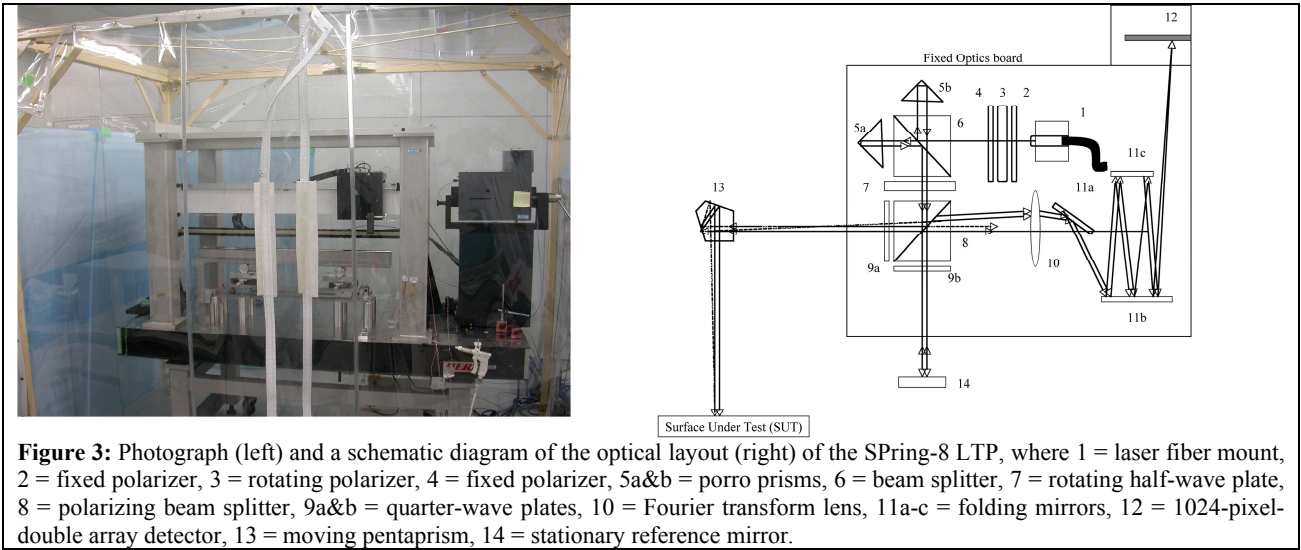 Fixed Optics board
12
5b
4 3 2
1
6
5a
11c
7
11a
13
8
10
9a
9b
11b
14
Surface Under Test (SUT)
Figure 3: Photograph (left) and a schematic diagram of the optical layout (right) of the SPring-8 LTP, where 1 = laser fiber mount,
2 = fixed polarizer, 3 = rotating polarizer, 4 = fixed polarizer, 5a&b = porro prisms, 6 = beam splitter, 7 = rotating half-wave plate,
8 = polarizing beam splitter, 9a&b = quarter-wave plates, 10 = Fourier transform lens, 11a-c = folding mirrors, 12 = 1024-pixel-
double array detector, 13 = moving pentaprism, 14 = stationary reference mirror.